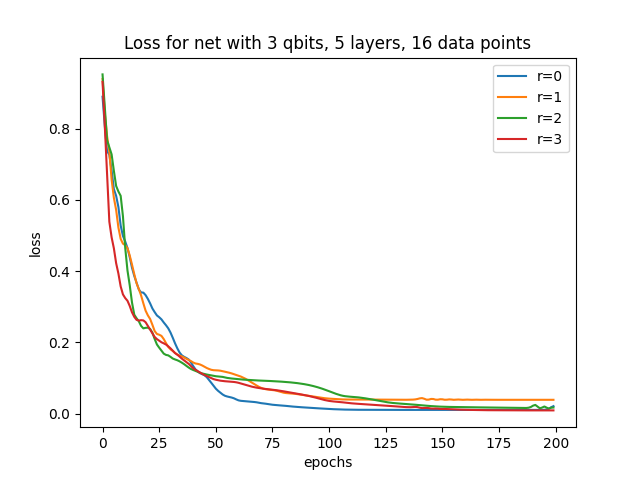 Loss for net with 3 qbits, 5 layers, 16 data points
r=0
r=1
r=2
r=3
loss
0.8
0.6
0.4
0.2
0.0
0 25 50 75 100 125 150 175 200
epochs